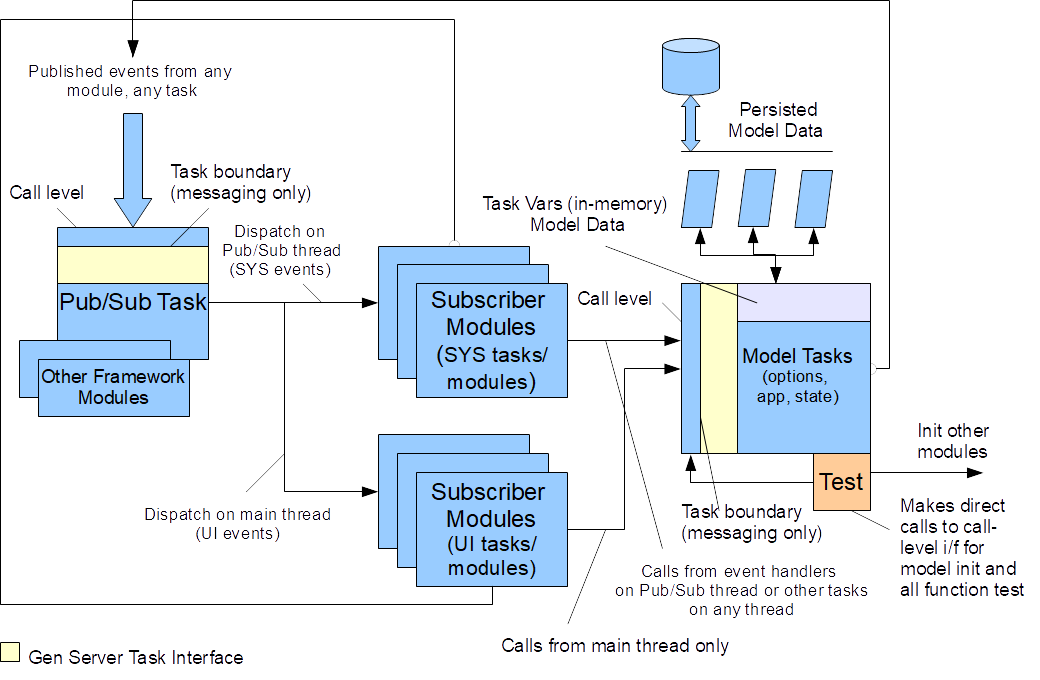 Published events from any
module, any task
Call level
Task boundary
(messaging only)
Dispatch on
Pub/Sub thread
(SYS events)
Pub/Sub Task
Other Framework
Modules
Subscriber
Modules
(SYS tasks/
modules)
Dispatch on main thread
(UI events)
Subscriber
Modules
(UI tasks/
modules)
Persisted
Model Data
Task Vars (in-memory)
Model Data
Call level
Model Tasks
(options,
app, state)
Test
Init other
modules
Task boundary
(messaging only)
Makes direct
calls to call-
level i/f for
model init and
all function test
Calls from event handlers
on Pub/Sub thread or other tasks
on any thread
Calls from main thread only
Gen Server Task Interface